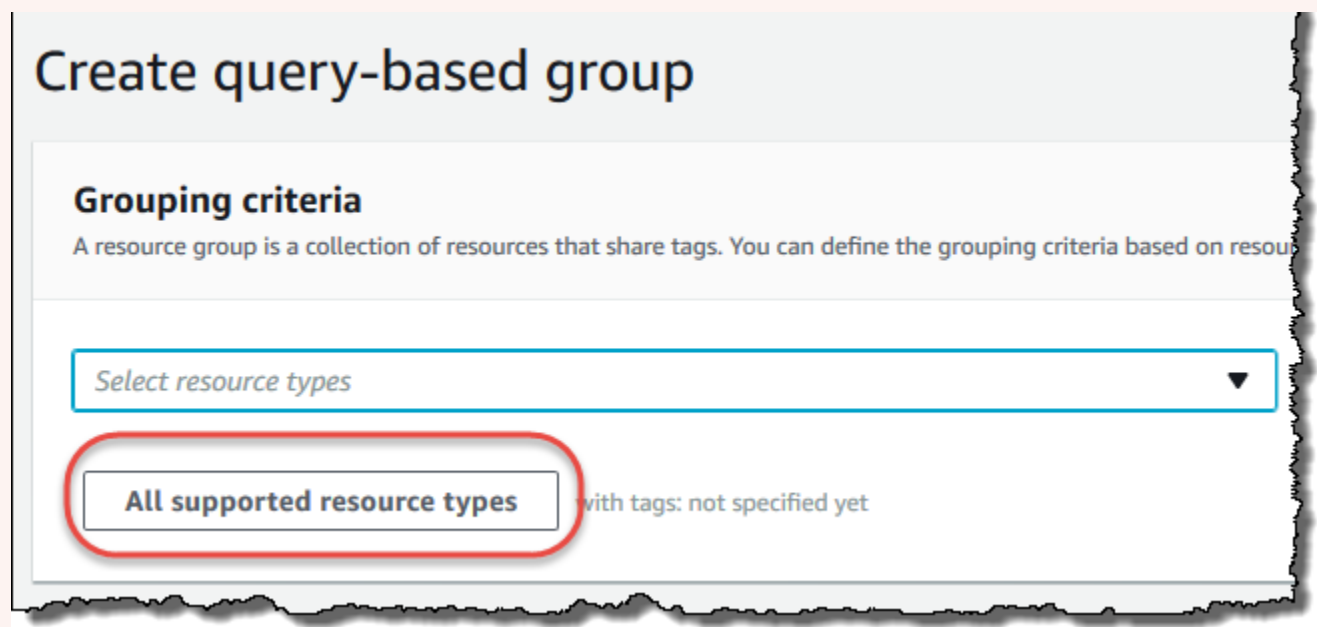 Create query-based group
Grouping criteria
A resource group is a collection of resources that share tags. You can define the grouping criteria based on
Select resource types
All supported resource types with tags: not specified yet